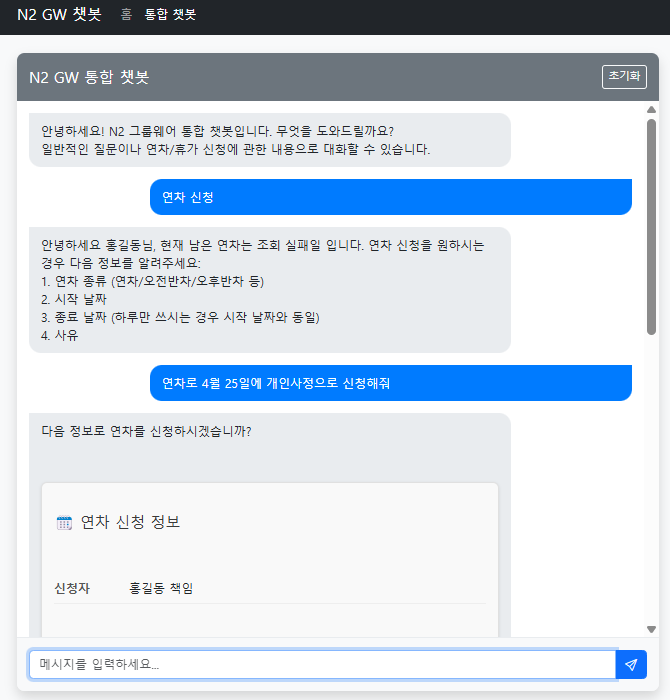 N2 GW 챗봇 홈 통합 챗봇
N2 GW 통합 챗봇 초기화
안녕하세요! N2 그룹웨어 통합 챗봇입니다. 무엇을 도와드릴까요?
일반적인 질문이나 연차/휴가 신청에 관한 내용으로 대화할 수 있습니다.
연차 신청
안녕하세요 홍길동님, 현재 남은 연차는 조회 실패일 입니다. 연차 신청을 원하시는
경우 다음 정보를 알려주세요:
1. 연차 종류 (연차/오전반차/오후반차 등)
2. 시작 날짜
3. 종료 날짜 (하루만 쓰시는 경우 시작 날짜와 동일)
4. 사유
연차로 4월 25일에 개인사정으로 신청해줘
다음 정보로 연차를 신청하시겠습니까?
연차 신청 정보
신청자 홍길동 책임
메시지를 입력하세요...